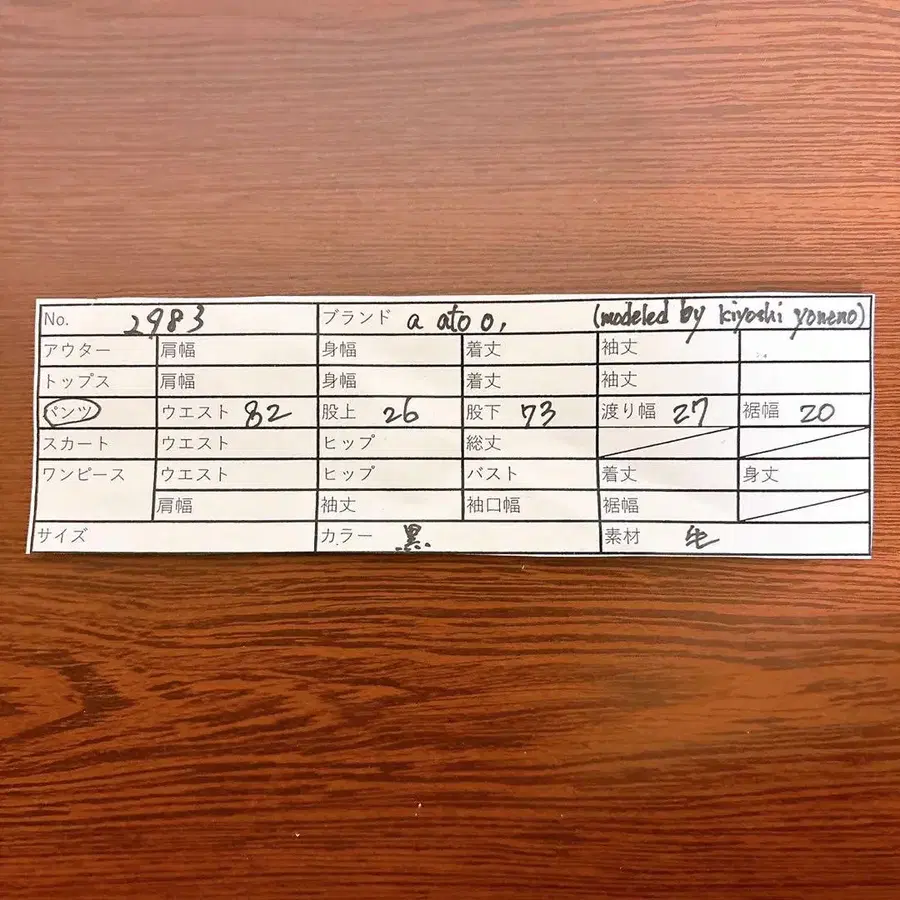 No. 2983 ブランド a ato o, (modeled by kiyoshi yoneno)
アウター 肩幅 身幅 着丈 袖丈
トップス 肩幅 身幅 着丈 袖丈
パンツ ウエスト 82 股上 26 股下 73 渡り幅 27 裾幅 20
スカート ウエスト ヒップ 総丈
ワンピース ウエスト ヒップ バスト 着丈 身丈
肩幅 袖丈 袖口幅 裾幅
サイズ カラー 黒 素材 毛